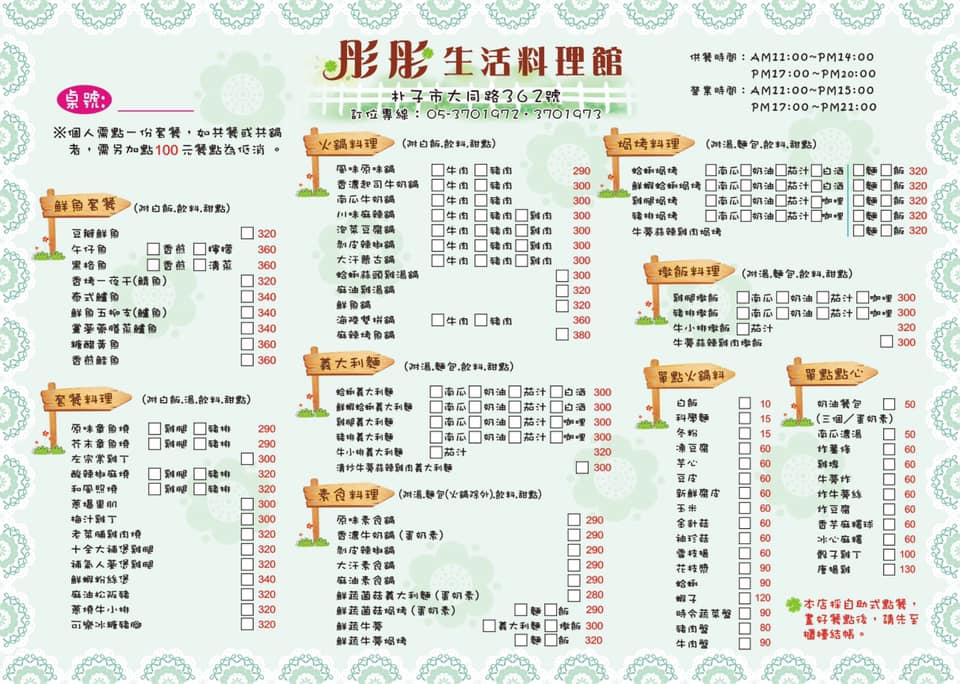 彤彤生活料理館
朴子市大同路362號
訂位專線：05-3701972・3701973
供餐時間：AM11:00~PM14:00
PM17:00~PM20:00
營業時間：AM11:00~PM15:00
PM17:00~PM21:00
桌號:
※個人需點一份套餐，如共餐或共鍋
者，需另加點100元餐點為低消。
鮮魚套餐 (附白飯.飲料.甜點)
豆瓣鮮魚 □ 320
午仔魚 □香煎 □檸檬 360
黑格魚 □香煎 □清蒸 360
香烤一夜干(鯖魚) □ 320
泰式鱸魚 □ 340
鮮魚五柳支(鱸魚) □ 340
薑蔘藥膳蒸鱸魚 □ 340
糖醋黃魚 □ 360
香煎鮭魚 □ 360
套餐料理 (附白飯.湯.飲料.甜點)
原味章魚燒 □雞腿 □豬排 290
芥末章魚燒 □雞腿 □豬排 290
左宗棠雞丁 □ 300
酸辣椒麻燒 □雞腿 □豬排 320
和風照燒 □雞腿 □豬排 320
蔥爆里肌 □ 300
梅汁雞丁 □ 300
老菜脯雞肉燒 □ 320
十全大補煲雞腿 □ 320
補氣人蔘煲雞腿 □ 320
鮮蝦粉絲煲 □ 340
麻油松阪豬 □ 320
蔥燒牛小排 □ 320
可樂冰糖豬腳 □ 320
火鍋料理 (附白飯.飲料.甜點)
風味原味鍋 □牛肉 □豬肉 290
香濃起司牛奶鍋 □牛肉 □豬肉 300
南瓜牛奶鍋 □牛肉 □豬肉 300
川味麻辣鍋 □牛肉 □豬肉 □雞肉 300
泡菜豆腐鍋 □牛肉 □豬肉 □雞肉 300
剝皮辣椒鍋 □牛肉 □豬肉 □雞肉 300
大汗蒙古鍋 □牛肉 □豬肉 □雞肉 300
蛤蜊蒜頭雞湯鍋 □ 300
麻油雞湯鍋 □ 300
鮮魚鍋 □ 320
海陸雙拼鍋 □牛肉 □豬肉 360
麻辣烤魚鍋 □ 380
義大利麵 (附湯.麵包.飲料.甜點)
蛤蜊義大利麵 □南瓜 □奶油 □茄汁 □白酒 300
鮮蝦蛤蜊義大利麵 □南瓜 □奶油 □茄汁 □白酒 300
雞腿義大利麵 □南瓜 □奶油 □茄汁 □咖哩 300
豬排義大利麵 □南瓜 □奶油 □茄汁 □咖哩 300
牛小排義大利麵 □茄汁 320
清炒牛蒡蒜辣雞肉義大利麵 □ 300
素食料理 (附湯.麵包(火鍋除外).飲料.甜點)
原味素食鍋 □ 290
香濃牛奶鍋 (蛋奶素) □ 290
剝皮辣椒鍋 □ 290
大汗素食鍋 □ 290
麻油素食鍋 □ 290
鮮蔬菌菇義大利麵 (蛋奶素) □ 280
鮮蔬菌菇焗烤 (蛋奶素) □麵 □飯 290
鮮蔬牛蒡 □義大利麵 □燉飯 300
鮮蔬牛蒡焗烤 □麵 □飯 320
焗烤料理 (附湯.麵包.飲料.甜點)
蛤蜊焗烤 □南瓜 □奶油 □茄汁 □白酒 □麵 □飯 320
鮮蝦蛤蜊焗烤 □南瓜 □奶油 □茄汁 □白酒 □麵 □飯 320
雞腿焗烤 □南瓜 □奶油 □茄汁 □咖哩 □麵 □飯 320
豬排焗烤 □南瓜 □奶油 □茄汁 □咖哩 □麵 □飯 320
牛蒡蒜辣雞肉焗烤 □麵 □飯 320
燉飯料理 (附湯.麵包.飲料.甜點)
雞腿燉飯 □南瓜 □奶油 □茄汁 □咖哩 300
豬排燉飯 □南瓜 □奶油 □茄汁 □咖哩 300
牛小排燉飯 □茄汁 320
牛蒡蒜辣雞肉燉飯 □ 300
單點火鍋料
白飯 □ 10
科學麵 □ 15
冬粉 □ 15
凍豆腐 □ 60
芋心 □ 60
豆皮 □ 60
新鮮腐皮 □ 60
玉米 □ 60
金針菇 □ 60
袖珍菇 □ 60
雪枝燒 □ 60
花枝漿 □ 90
蛤蜊 □ 90
蝦子 □ 120
時令蔬菜盤 □ 90
豬肉盤 □ 80
牛肉盤 □ 90
單點點心
奶油餐包 □ 50
(三個／蛋奶素)
南瓜濃湯 □ 50
炸薯條 □ 60
雞塊 □ 60
牛蒡炸 □ 60
炸牛蒡絲 □ 60
炸豆腐 □ 60
香芋麻糬球 □ 60
冰心麻糬 □ 60
骰子雞丁 □ 100
唐揚雞 □ 130
本店採自助式點餐，
畫好餐點後，請先至
櫃檯結帳。